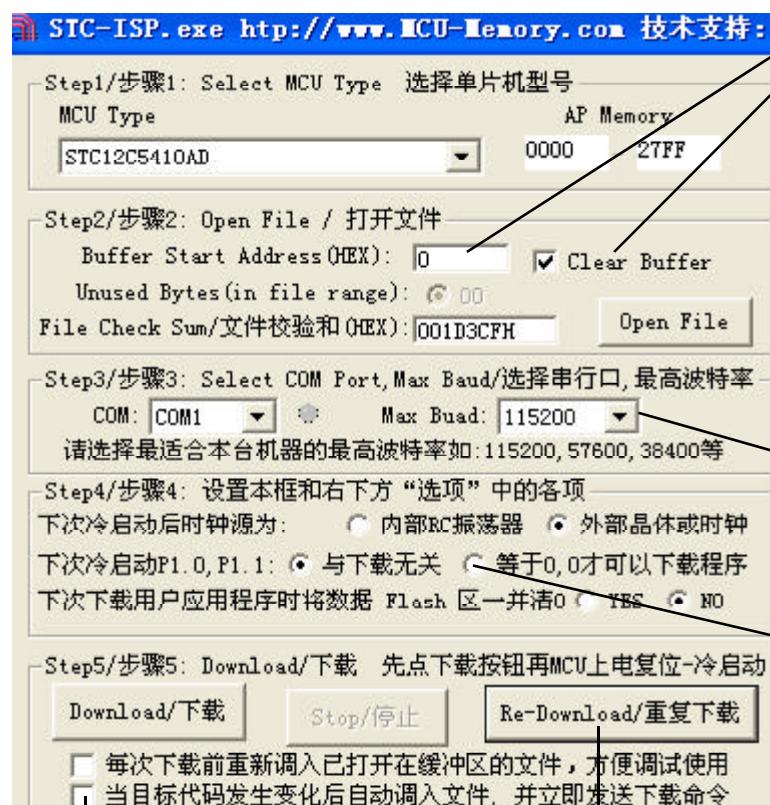 STC-ISP.exe htp://www.MCU-Memory.com 技术支持:
Step1/步骤1: Select MCU Type 选择单片机型号
MCU Type AP Memory
STC12C5410AD 0000 27FF
Step2/步骤2: Open File / 打开文件
Buffer Start Address(HEX): 0 Clear Buffer
Unused Bytes(in file range): 00
File Check Sum/文件校验和(HEX): 001D3CFH Open File
Step3/步骤3: Select COM Port,Max Baud/选择串行口,最高波特率
COM: COM1 Max Buad: 115200
请选择最适合本台机器的最高波特率如:115200,57600,38400等
Step4/步骤4: 设置本框和右下方“选项”中的各项
下次冷启动后时钟源为: 内部RC振荡器 外部晶体或时钟
下次冷启动P1.0,P1.1: 与下载无关 等于0,0才可以下载程序
下次下载用户应用程序时将数据 Flash 区一并清0 YES NO
Step5/步骤5: Download/下载 先点下载按钮再MCU上电复位-冷启动
Download/下载 Stop/停止 Re-Download/重复下载
每次下载前重新调入已打开在缓冲区的文件，方便调试使用
当目标代码发生变化后自动调入文件，并立即发送下载命令